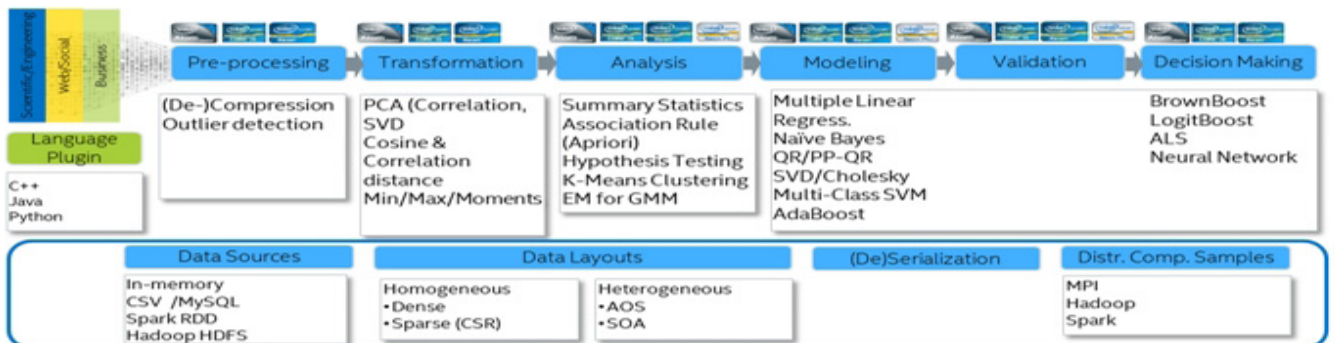 Scientific/Engineering
Web/Social
Business
Pre-processing
Transformation
Analysis
Modeling
Validation
Decision Making
(De-)Compression
Outlier detection
PCA (Correlation,
SVD
Cosine &
Correlation
distance
Min/Max/Moments
Summary Statistics
Association Rule
(Apriori)
Hypothesis Testing
K-Means Clustering
EM for GMM
Multiple Linear
Regress.
Naïve Bayes
QR/PP-QR
SVD/Cholesky
Multi-Class SVM
AdaBoost
BrownBoost
LogitBoost
ALS
Neural Network
Language
Plugin
C++
Java
Python
Data Sources
In-memory
CSV /MySQL
Spark RDD
Hadoop HDFS
Data Layouts
Homogeneous
•Dense
•Sparse (CSR)
Heterogeneous
•AOS
•SOA
(De)Serialization
Distr. Comp. Samples
MPI
Hadoop
Spark